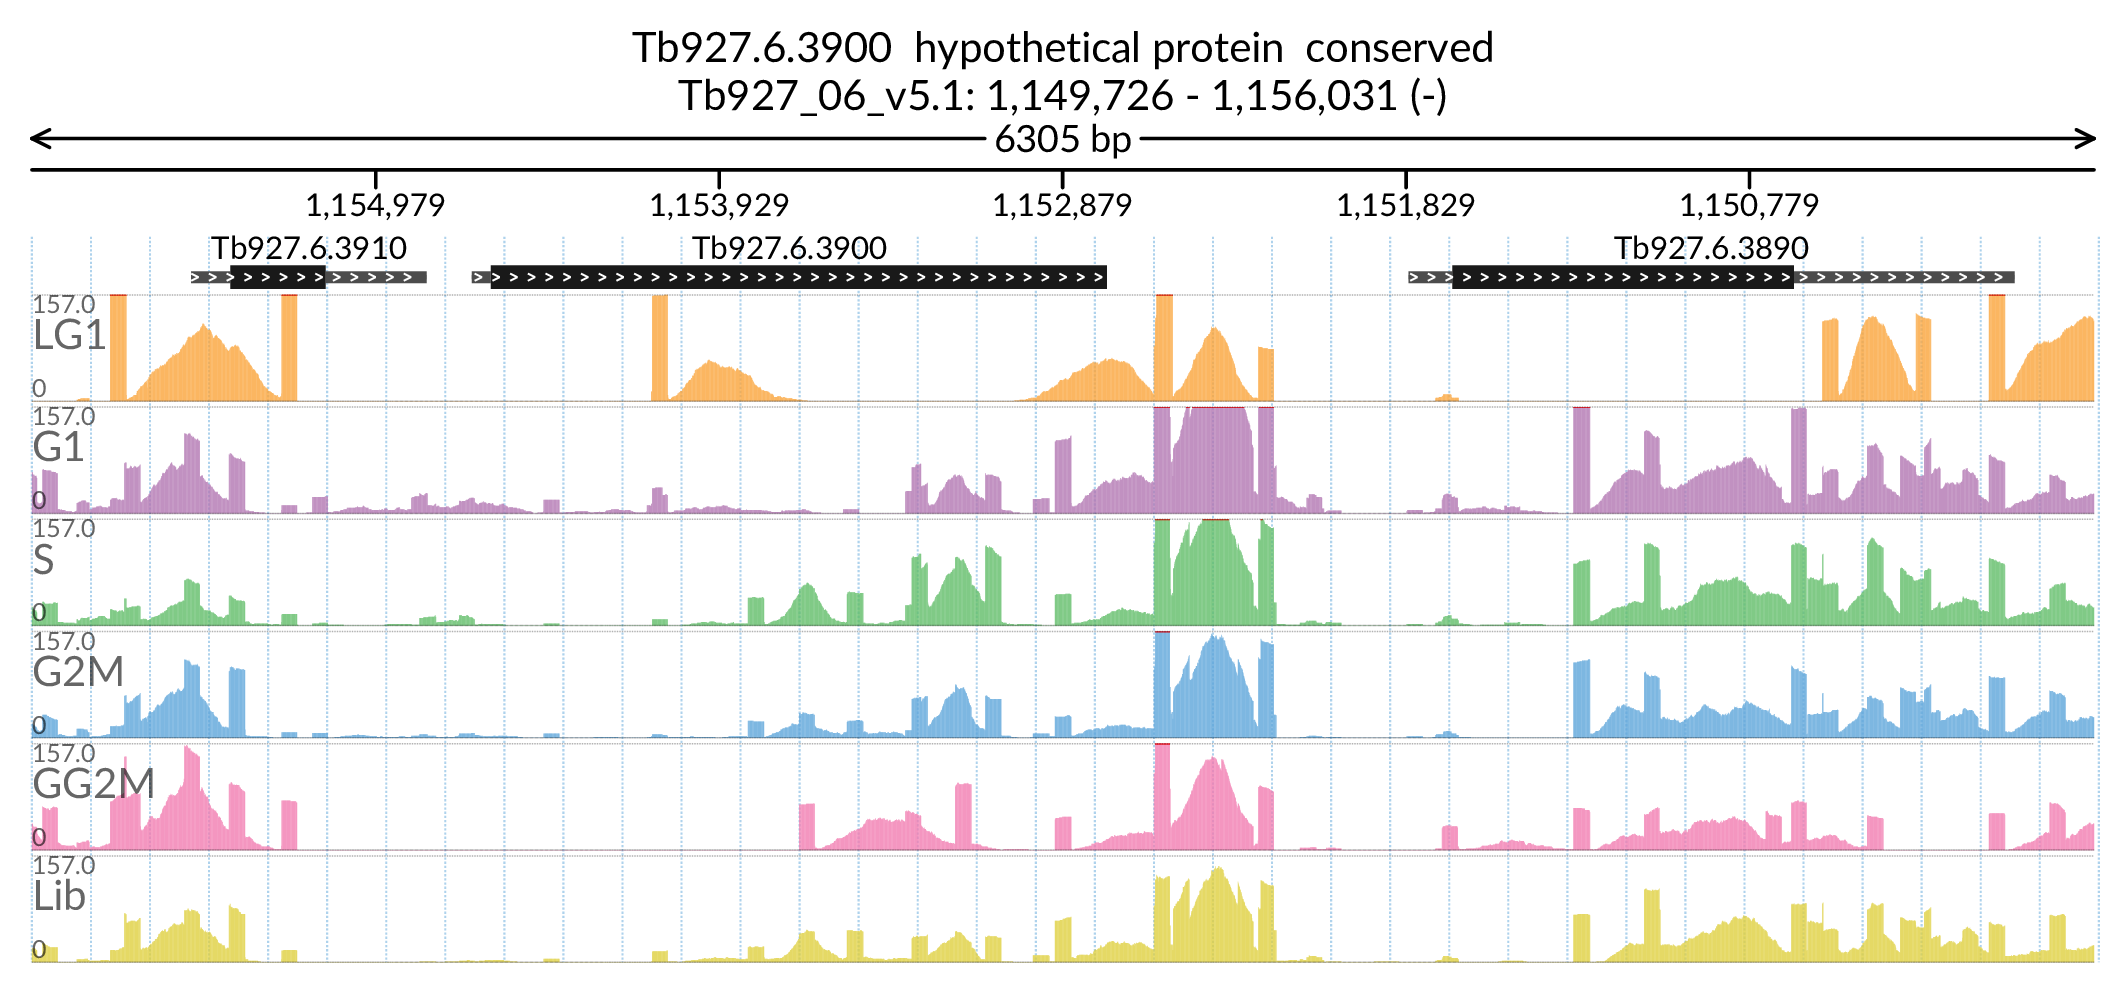 Tb927.6.3900 hypothetical protein conserved
Tb927_06_v5.1: 1,149,726 - 1,156,031 (-)
6305 bp
1,154,979 1,153,929 1,152,879 1,151,829 1,150,779
Tb927.6.3910 Tb927.6.3900 Tb927.6.3890
157.0
LG1
0
157.0
G1
0
157.0
S
0
157.0
G2M
0
157.0
GG2M
0
157.0
Lib
0